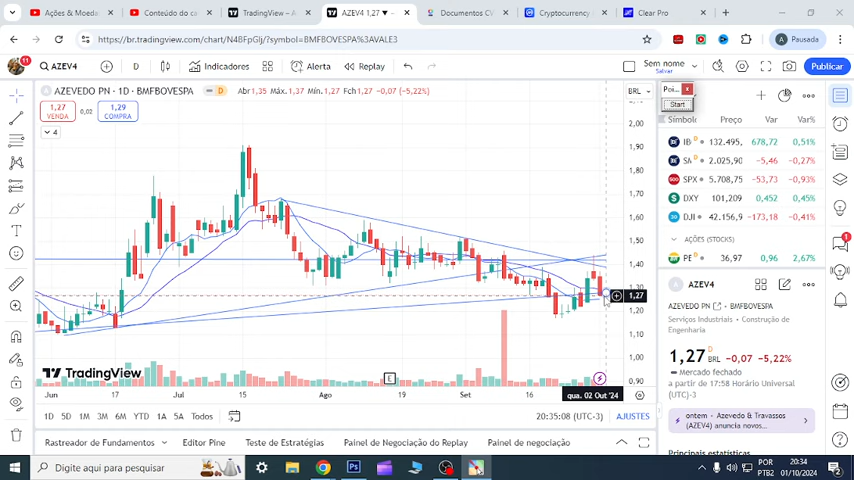 Ações & Moeda
Conteúdo do ca
TradingView – A
AZEV4 1,27 ▼
Documentos CV
Cryptocurrency
Clear Pro
https://br.tradingview.com/chart/N4BFpGIj/?symbol=BMFBOVESPA%3AVALE3
A Pausada
11
AZEV4
D
Indicadores
Alerta
Replay
Sem nome
Salvar
Publicar
AZEVEDO PN · 1D · BMFBOVESPA
D
Abr1,35 Máx.1,37 Mín.1,27 Fch1,27 −0,07 (−5,22%)
BRL
1,27
VENDA
0,02
1,29
COMPRA
4
Poi...
Start
Símbolo
Preço
Var
Var%
IB D 132.495, 678,72 0,51%
SA D 2.025,90 −5,46 −0,27%
SPX 5.708,75 −53,73 −0,93%
DXY 101,209 0,452 0,45%
DJI 42.156,9 −173,18 −0,41%
AÇÕES (STOCKS)
PE D 36,97 0,96 2,67%
2,00
1,90
1,80
1,70
1,60
1,50
1,40
1,30
1,27
1,20
1,10
1,00
0,90
TradingView
E
Jun
17
Jul
15
Ago
19
Set
16
qua. 02 Out '24
1D 5D 1M 3M 6M YTD 1A 5A Todos
20:35:08 (UTC-3)
AJUSTES
Rastreador de Fundamentos
Editor Pine
Teste de Estratégias
Painel de Negociação do Replay
Painel de negociação
AZEV4
AZEVEDO PN
BMFBOVESPA
Serviços Industriais • Construção de
Engenharia
1,27 D BRL −0,07 −5,22%
Mercado fechado
a partir de 17:58 Horário Universal
(UTC-3)
ontem • Azevedo & Travassos
(AZEV4) anuncia novos...
1
Digite aqui para pesquisar
POR
PTB2
20:34
01/10/2024